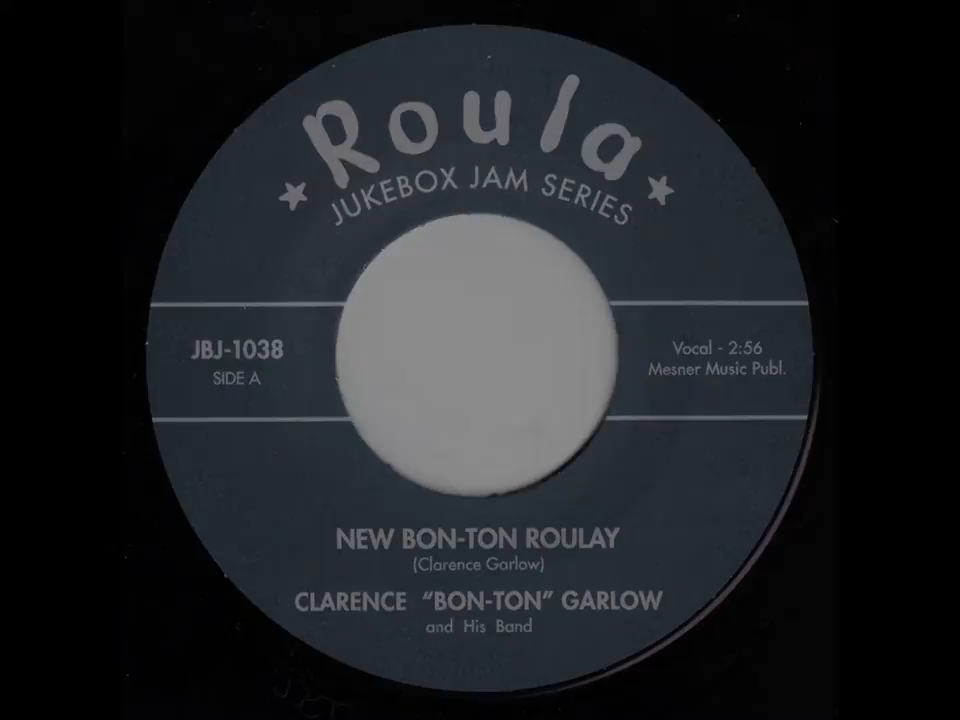 Roula
JUKEBOX JAM SERIES
JBJ-1038
SIDE A
Vocal - 2:56
Mesner Music Publ.
NEW BON-TON ROULAY
(Clarence Garlow)
CLARENCE "BON-TON" GARLOW
and His Band